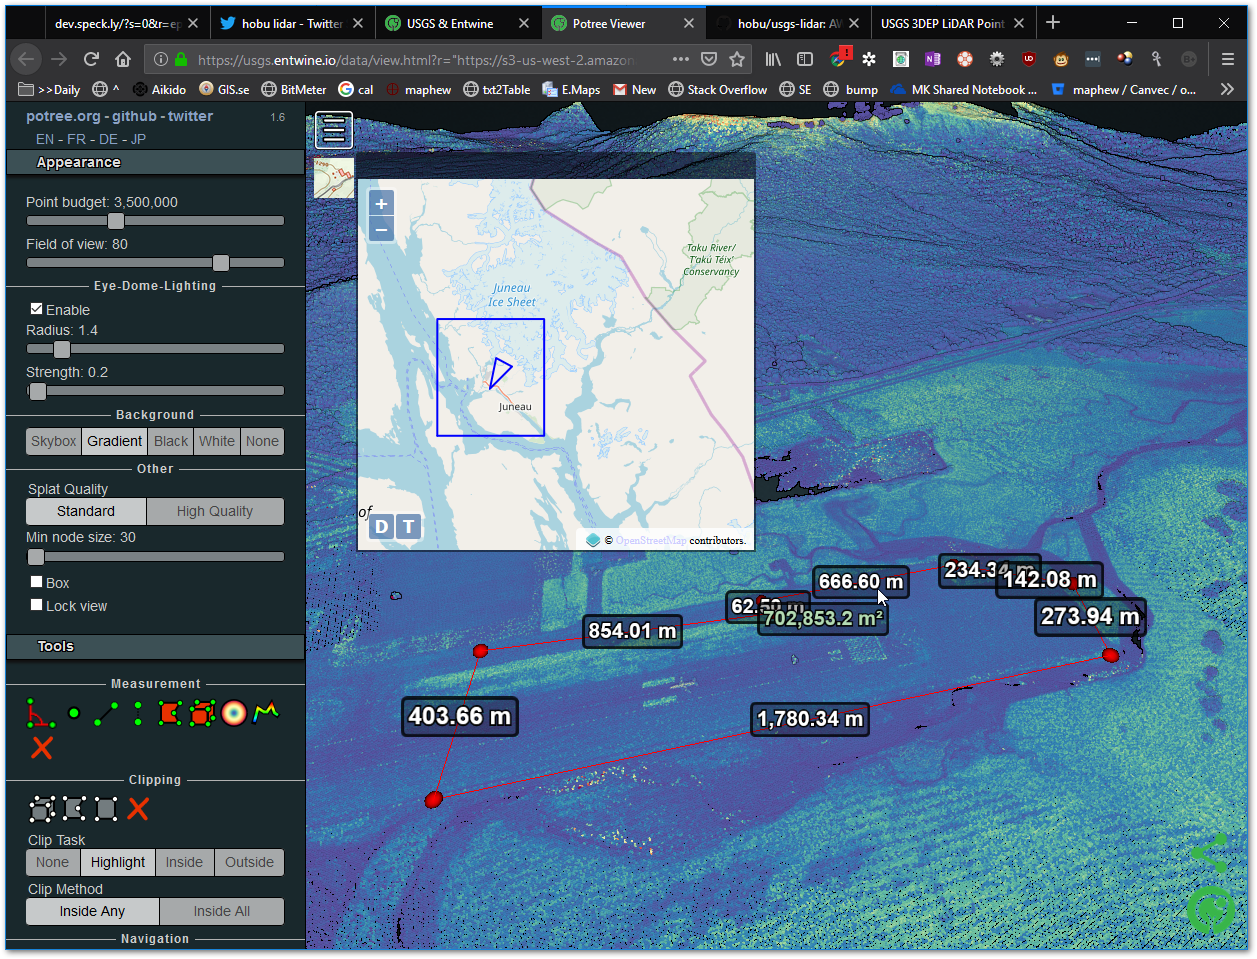 dev.speck.ly/?s=0&r=ep
hobu lidar - Twitter
USGS & Entwine
Potree Viewer
hobu/usgs-lidar: AW
USGS 3DEP LiDAR Point
https://usgs.entwine.io/data/view.html?r="https://s3-us-west-2.amazon
>>Daily
^
Aikido
GIS.se
BitMeter
cal
maphew
txt2Table
E.Maps
New
Stack Overflow
SE
bump
MK Shared Notebook ...
maphew / Canvec / o...
potree.org - github - twitter
1.6
EN - FR - DE - JP
Appearance
Point budget: 3,500,000
Field of view: 80
Eye-Dome-Lighting
Enable
Radius: 1.4
Strength: 0.2
Background
Skybox Gradient Black White None
Other
Splat Quality
Standard High Quality
Min node size: 30
Box
Lock view
Tools
Measurement
Clipping
Clip Task
None Highlight Inside Outside
Clip Method
Inside Any Inside All
Navigation
+
−
Taku River/
T'aḵú Téix'
Conservancy
Juneau
Ice Sheet
Juneau
of
D T
© OpenStreetMap contributors.
666.60 m
234.34 m
142.08 m
62.50 m
702,853.2 m²
273.94 m
854.01 m
403.66 m
1,780.34 m